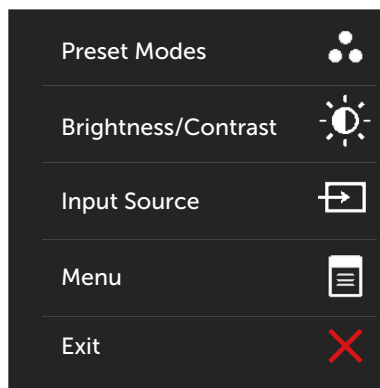 Preset Modes
Brightness/Contrast
Input Source
Menu
Exit